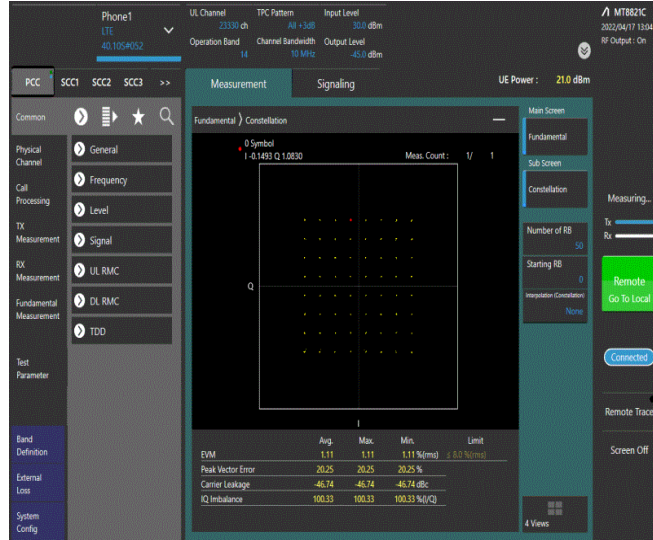 Phone1
LTE
40.10S#052
UL Channel TPC Pattern Input Level
23330 ch All +3dB 30.0 dBm
Operation Band Channel Bandwidth Output Level
14 10 MHz -45.0 dBm
MT8821C
2022/04/17 13:04
RF Output : On
PCC SCC1 SCC2 SCC3 >>
Measurement Signaling
UE Power : 21.0 dBm
Common
Physical
Channel
Call
Processing
TX
Measurement
RX
Measurement
Fundamental
Measurement
Test
Parameter
Band
Definition
External
Loss
System
Config
General
Frequency
Level
Signal
UL RMC
DL RMC
TDD
Fundamental Constellation
0 Symbol
I -0.1493 Q 1.0830 Meas. Count : 1/ 1
Q
I
Avg. Max. Min. Limit
EVM 1.11 1.11 1.11 %(rms) ≤ 8.0 %(rms)
Peak Vector Error 20.25 20.25 20.25 %
Carrier Leakage -46.74 -46.74 -46.74 dBc
IQ Imbalance 100.33 100.33 100.33 %(I/Q)
Main Screen
Fundamental
Sub Screen
Constellation
Number of RB
50
Starting RB
0
Interpolation (Constellation)
None
4 Views
Measuring...
Tx
Rx
Remote
Go To Local
Connected
Remote Trace
Screen Off